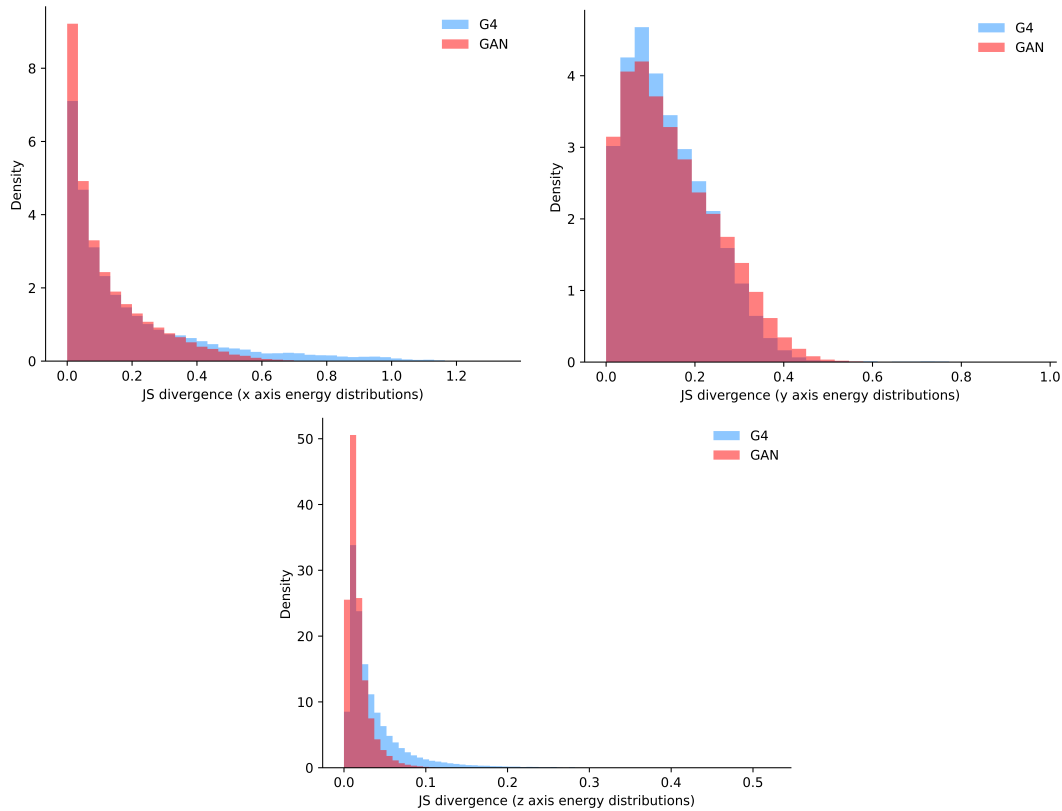 G4
GAN
8
6
4
2
0
Density
0.0 0.2 0.4 0.6 0.8 1.0 1.2
JS divergence (x axis energy distributions)
G4
GAN
4
3
2
1
0
Density
0.0 0.2 0.4 0.6 0.8 1.0
JS divergence (y axis energy distributions)
G4
GAN
50
40
30
20
10
0
Density
0.0 0.1 0.2 0.3 0.4 0.5
JS divergence (z axis energy distributions)